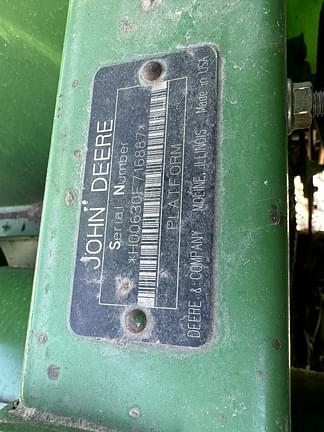 JOHN DEERE
Serial Number
*H00630F716887*
PLATFORM
DEERE & COMPANY MOLINE, ILLINOIS Made in USA